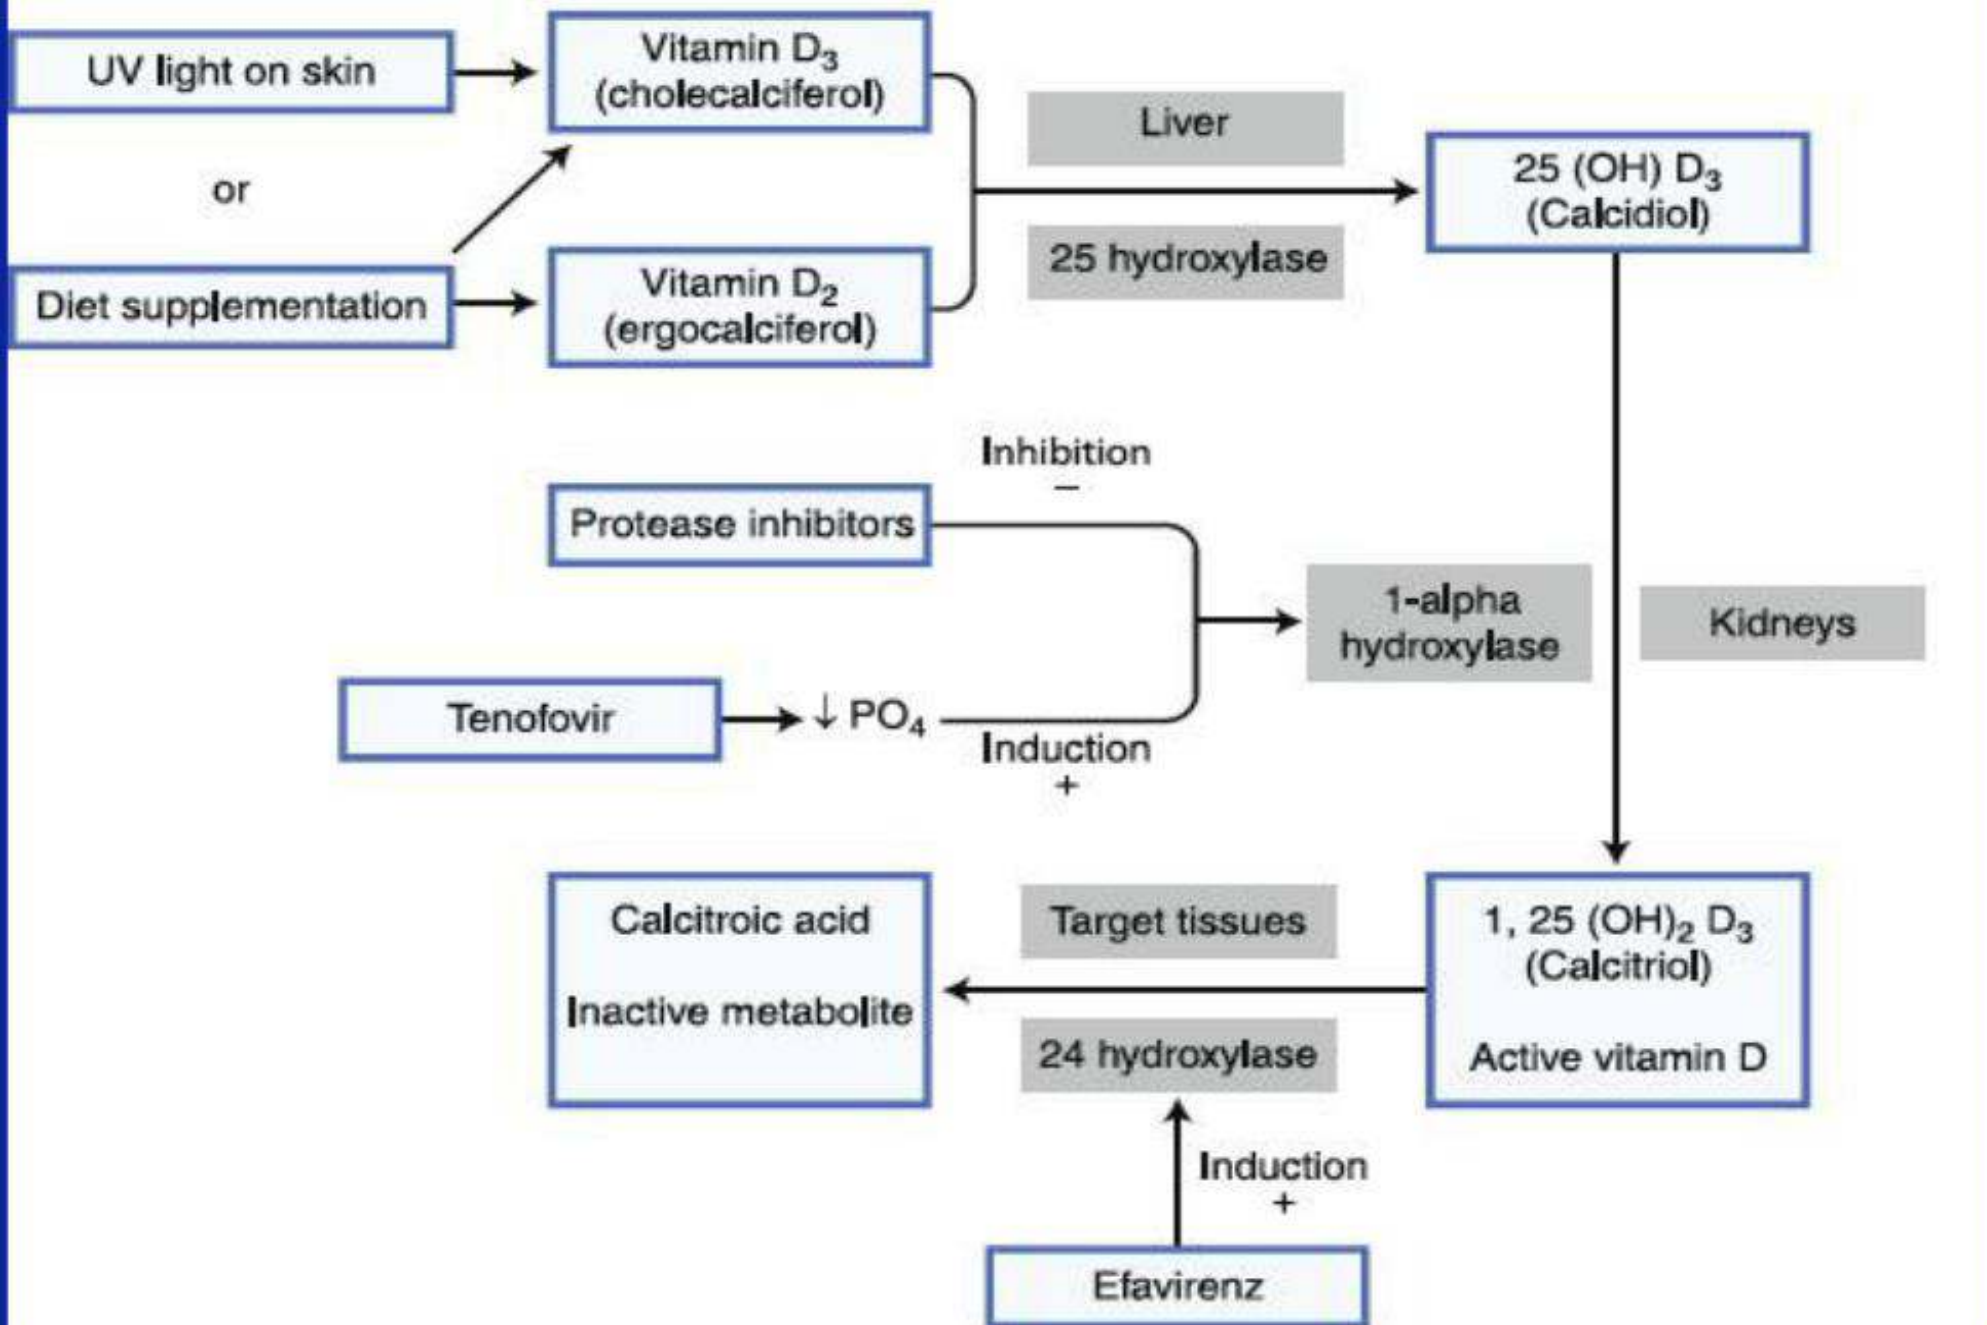 UV light on skin
Vitamin D₃
(cholecalciferol)
or
Diet supplementation
Vitamin D₂
(ergocalciferol)
Liver
25 hydroxylase
25 (OH) D₃
(Calcidiol)
Inhibition
–
Protease inhibitors
1-alpha
hydroxylase
Kidneys
Tenofovir
↓ PO₄
Induction
+
Calcitroic acid
Inactive metabolite
Target tissues
24 hydroxylase
1, 25 (OH)₂ D₃
(Calcitriol)
Active vitamin D
Induction
+
Efavirenz